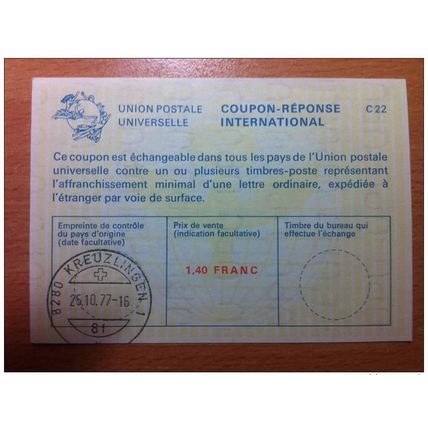 UNION POSTALE
UNIVERSELLE
COUPON-RÉPONSE
INTERNATIONAL
C 22
Ce coupon est échangeable dans tous les pays de l'Union postale
universelle contre un ou plusieurs timbres-poste représentant
l'affranchissement minimal d'une lettre ordinaire, expédiée à
l'étranger par voie de surface.
Empreinte de contrôle
du pays d'origine
(date facultative)
Prix de vente
(indication facultative)
Timbre du bureau qui
effectue l'échange
1,40 FRANC
8280 KREUZLINGEN 1
25.10.77-16